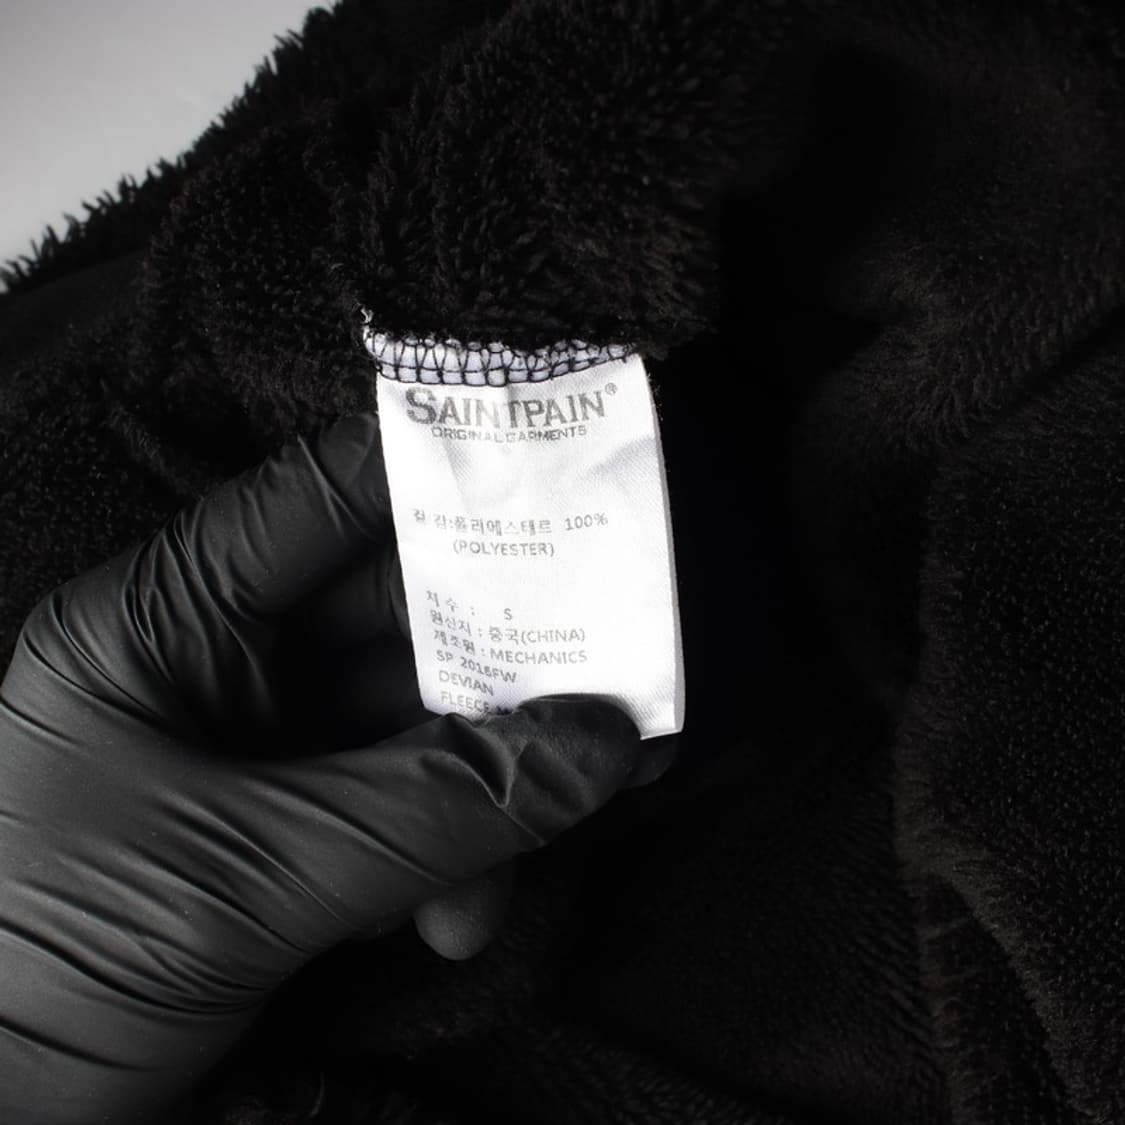 SAINTPAIN®
ORIGINAL GARMENTS
겉 감:폴리에스테르 100%
(POLYESTER)
치 수 : S
원산지 : 중국(CHINA)
제조원 : MECHANICS
SP 2016FW
DEVIAN
FLEECE